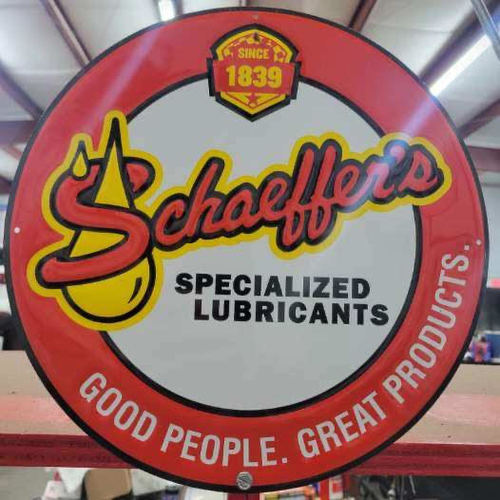 SINCE
1839
Schaeffer's
SPECIALIZED
LUBRICANTS
GOOD PEOPLE. GREAT PRODUCTS.